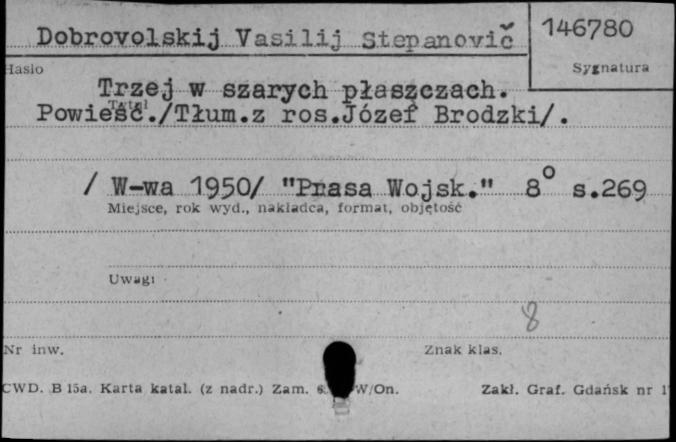 Dobrovolskij Vasilij Stepanovič
146780
Hasło
Sygnatura
Trzej w szarych płaszczach.
Tytuł
Powieść./Tłum.z ros.Józef Brodzki/.
/ W-wa 1950/ "Prasa Wojsk." 8° s.269
Miejsce, rok wyd., nakładca, format, objętość
Uwagi
8
Nr inw.
Znak klas.
CWD. B 15a. Karta katal. (z nadr.) Zam. W/On.
Zakł. Graf. Gdańsk nr